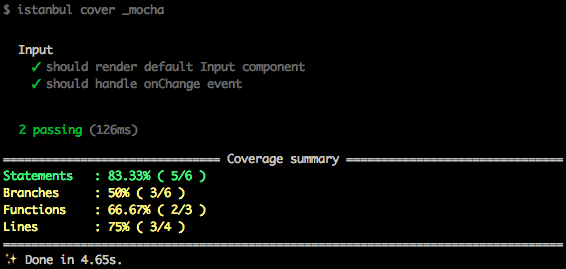 $ istanbul cover _mocha
Input
✓ should render default Input component
✓ should handle onChange event
2 passing (126ms)
=============================== Coverage summary ===============================
Statements   : 83.33% ( 5/6 )
Branches     : 50% ( 3/6 )
Functions    : 66.67% ( 2/3 )
Lines        : 75% ( 3/4 )
================================================================================
✨ Done in 4.65s.